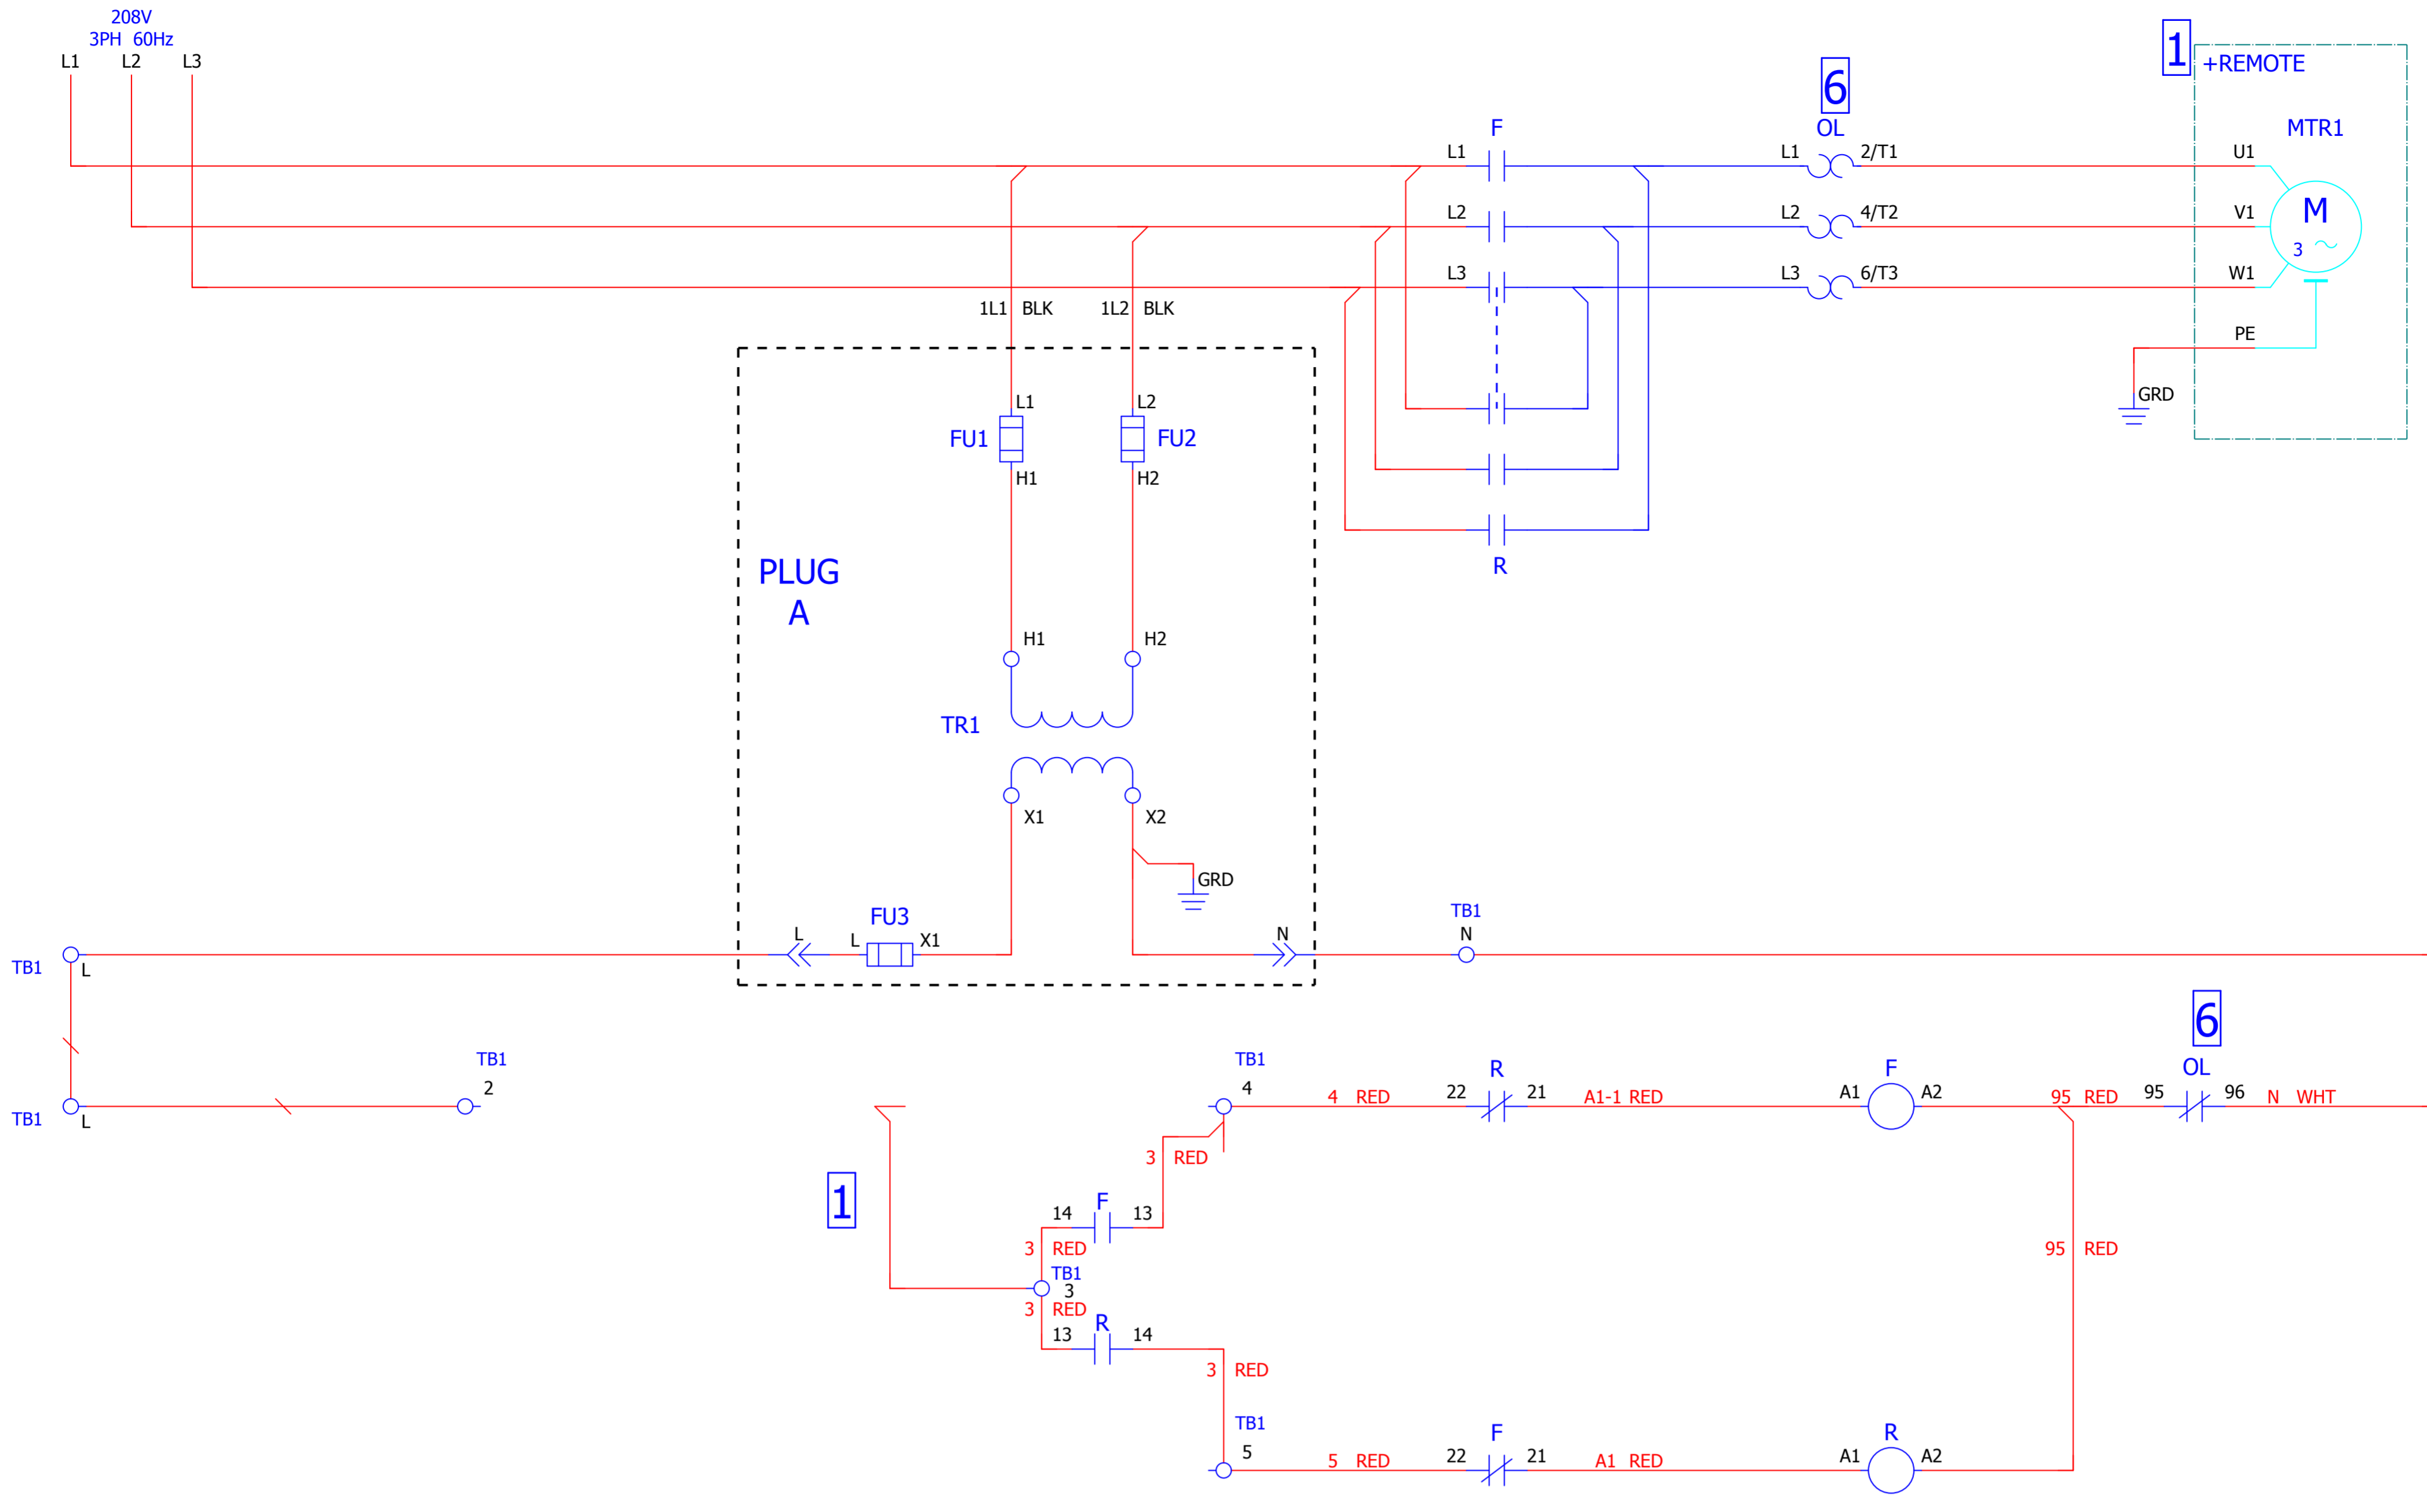 208V
3PH 60Hz
L1 L2 L3
1
+REMOTE
6
F
OL
MTR1
L1
L1
2/T1
U1
M
3
L2
L2
4/T2
V1
L3
L3
6/T3
W1
1L1 BLK
1L2 BLK
PE
GRD
L1
L2
FU1
FU2
H1
H2
PLUG
A
R
H1
H2
TR1
X1
X2
GRD
FU3
L
L
X1
N
TB1
N
TB1
L
6
TB1
2
TB1
4
R
F
OL
4 RED
22
21
A1-1 RED
A1
A2
95 RED
95
96
N WHT
TB1
L
3 RED
1
F
14
13
3 RED
95 RED
TB1
3
3 RED
R
13
14
3 RED
TB1
5
F
R
5 RED
22
21
A1 RED
A1
A2